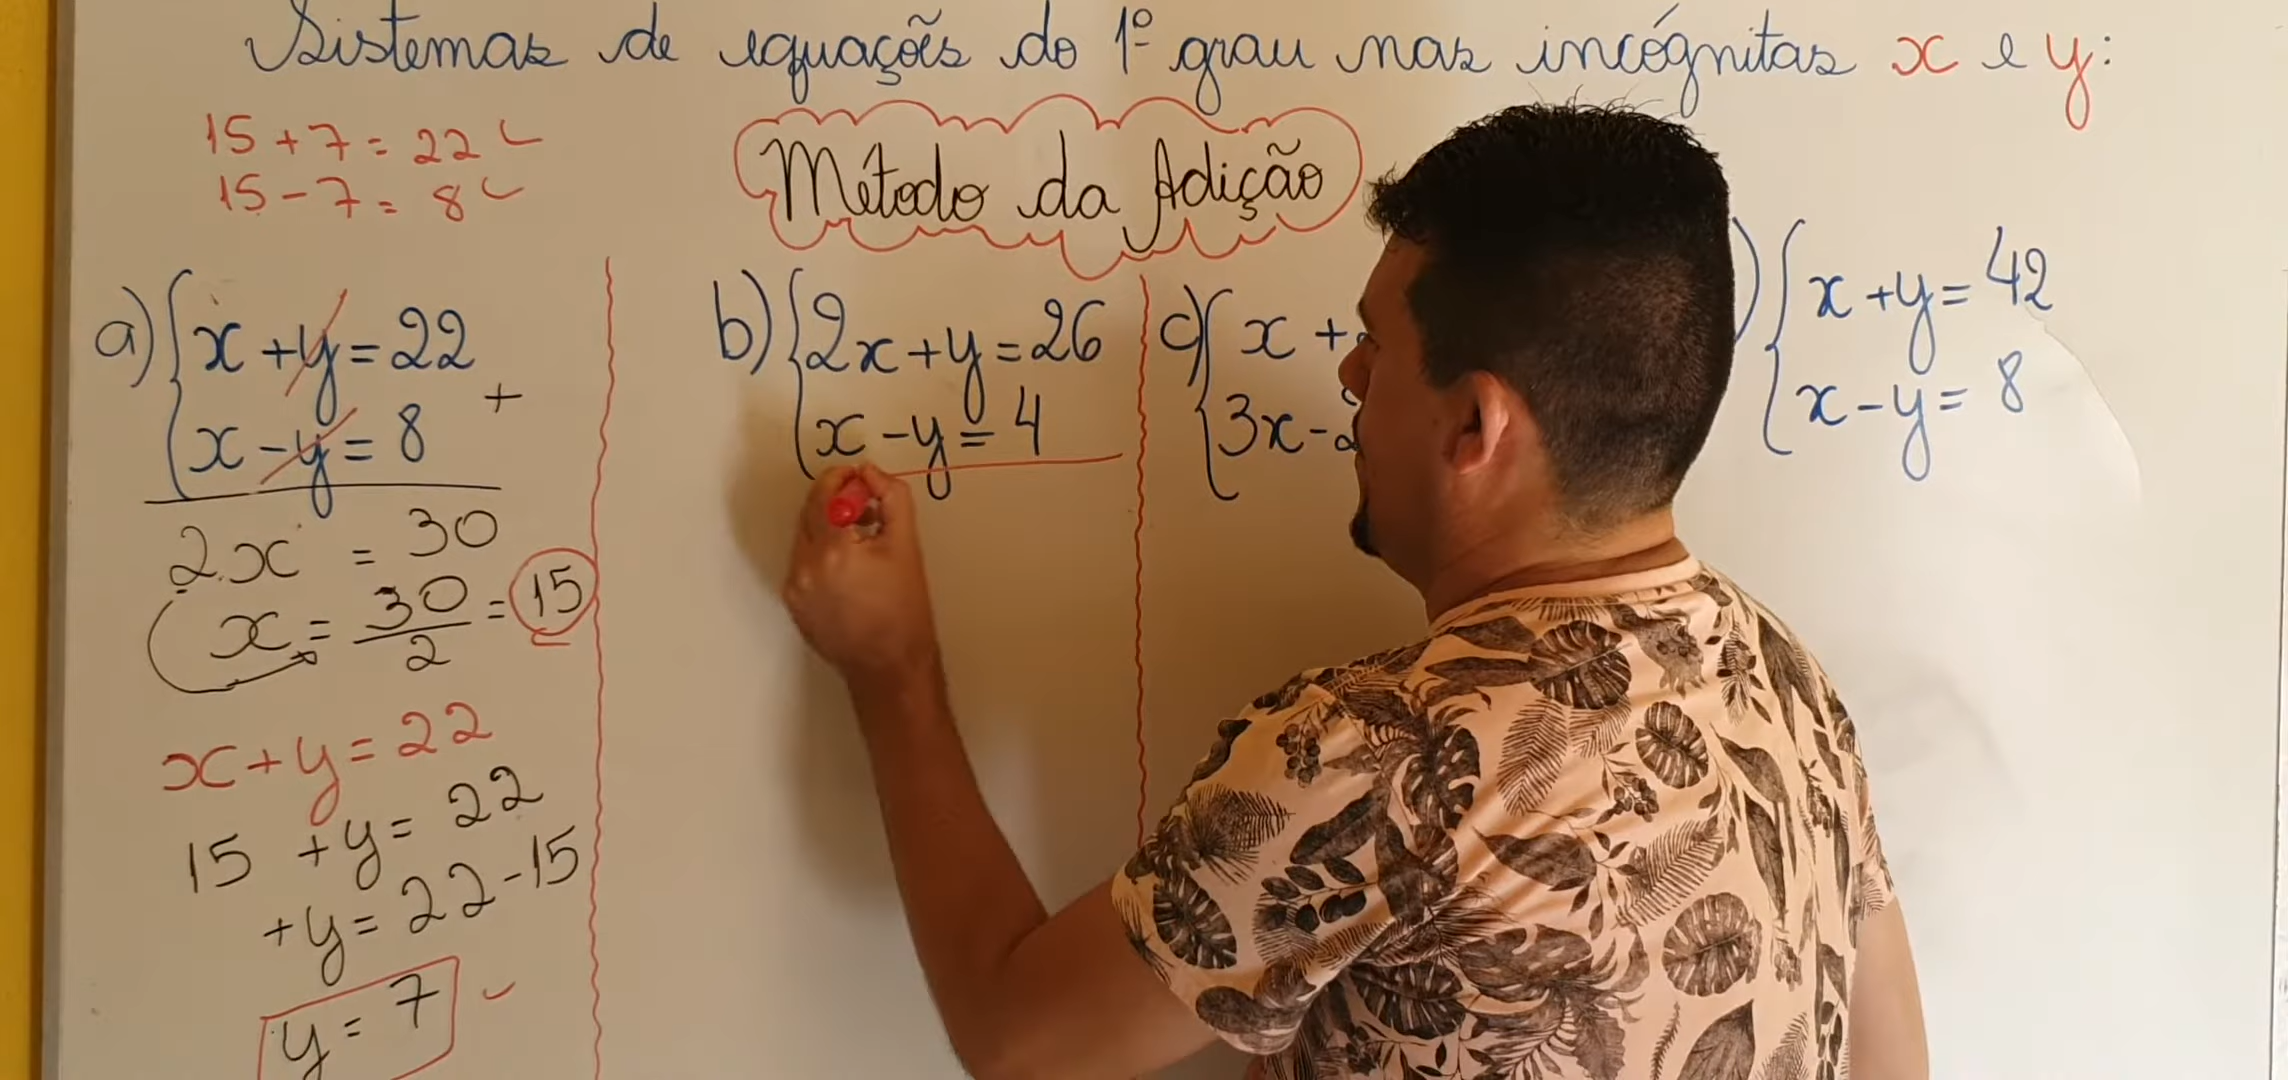 Sistemas de equações do 1º grau nas incógnitas x e y:
15 + 7 = 22
15 - 7 = 8
Método da Adição
a) x + y = 22
x - y = 8
+
2x = 30
x = 30/2 = 15
x + y = 22
15 + y = 22
+ y = 22 - 15
y = 7
b) 2x + y = 26
x - y = 4
c) x +
3x -
) x + y = 42
x - y = 8